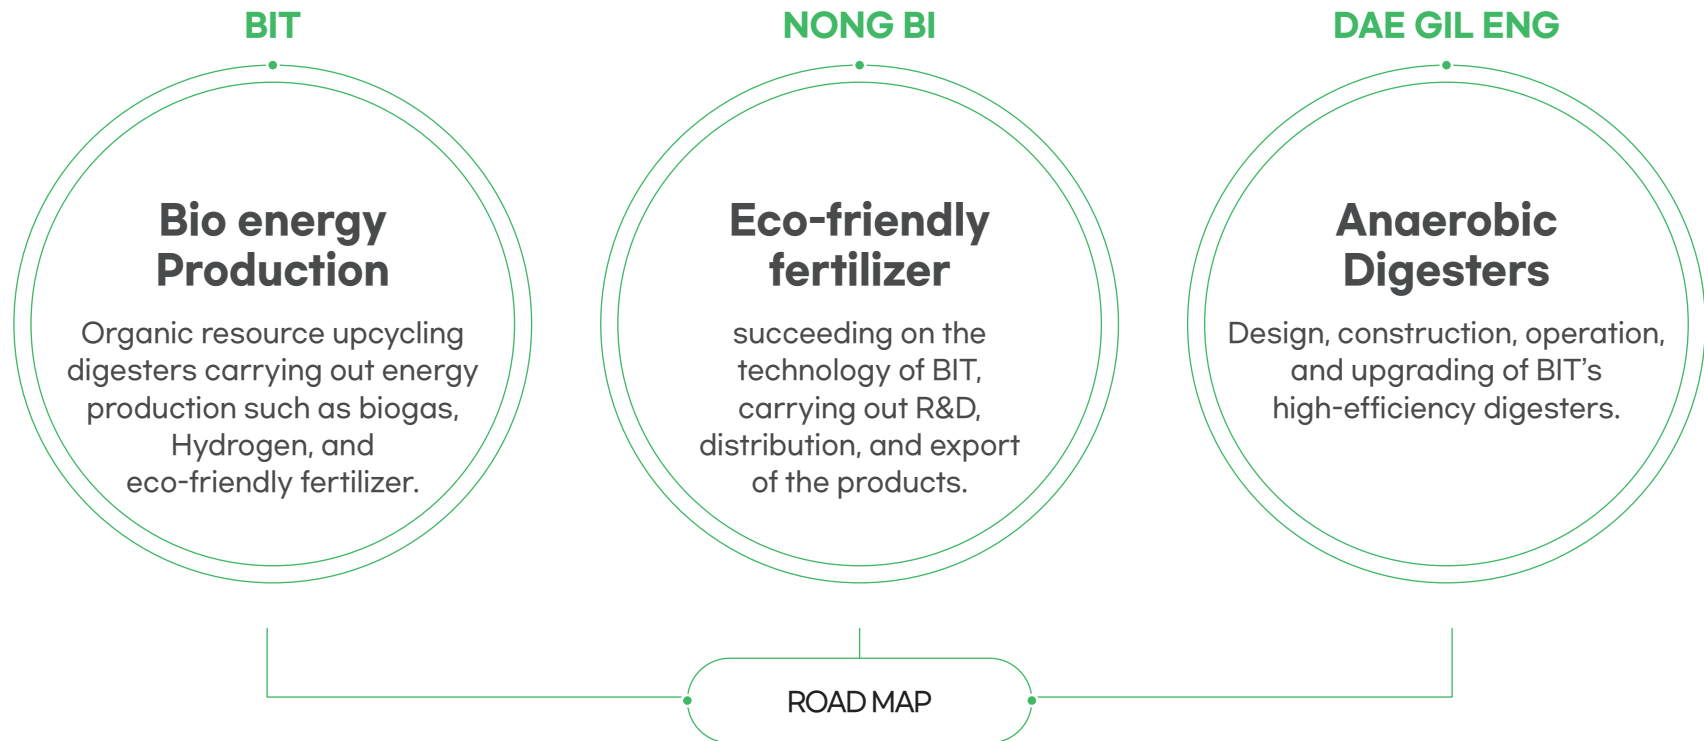 BIT
Bio energy
Production
Organic resource upcycling
digesters carrying out energy
production such as biogas,
Hydrogen, and
eco-friendly fertilizer.
NONG BI
Eco-friendly
fertilizer
succeeding on the
technology of BIT,
carrying out R&D,
distribution, and export
of the products.
DAE GIL ENG
Anaerobic
Digesters
Design, construction, operation,
and upgrading of BIT’s
high-efficiency digesters.
ROAD MAP